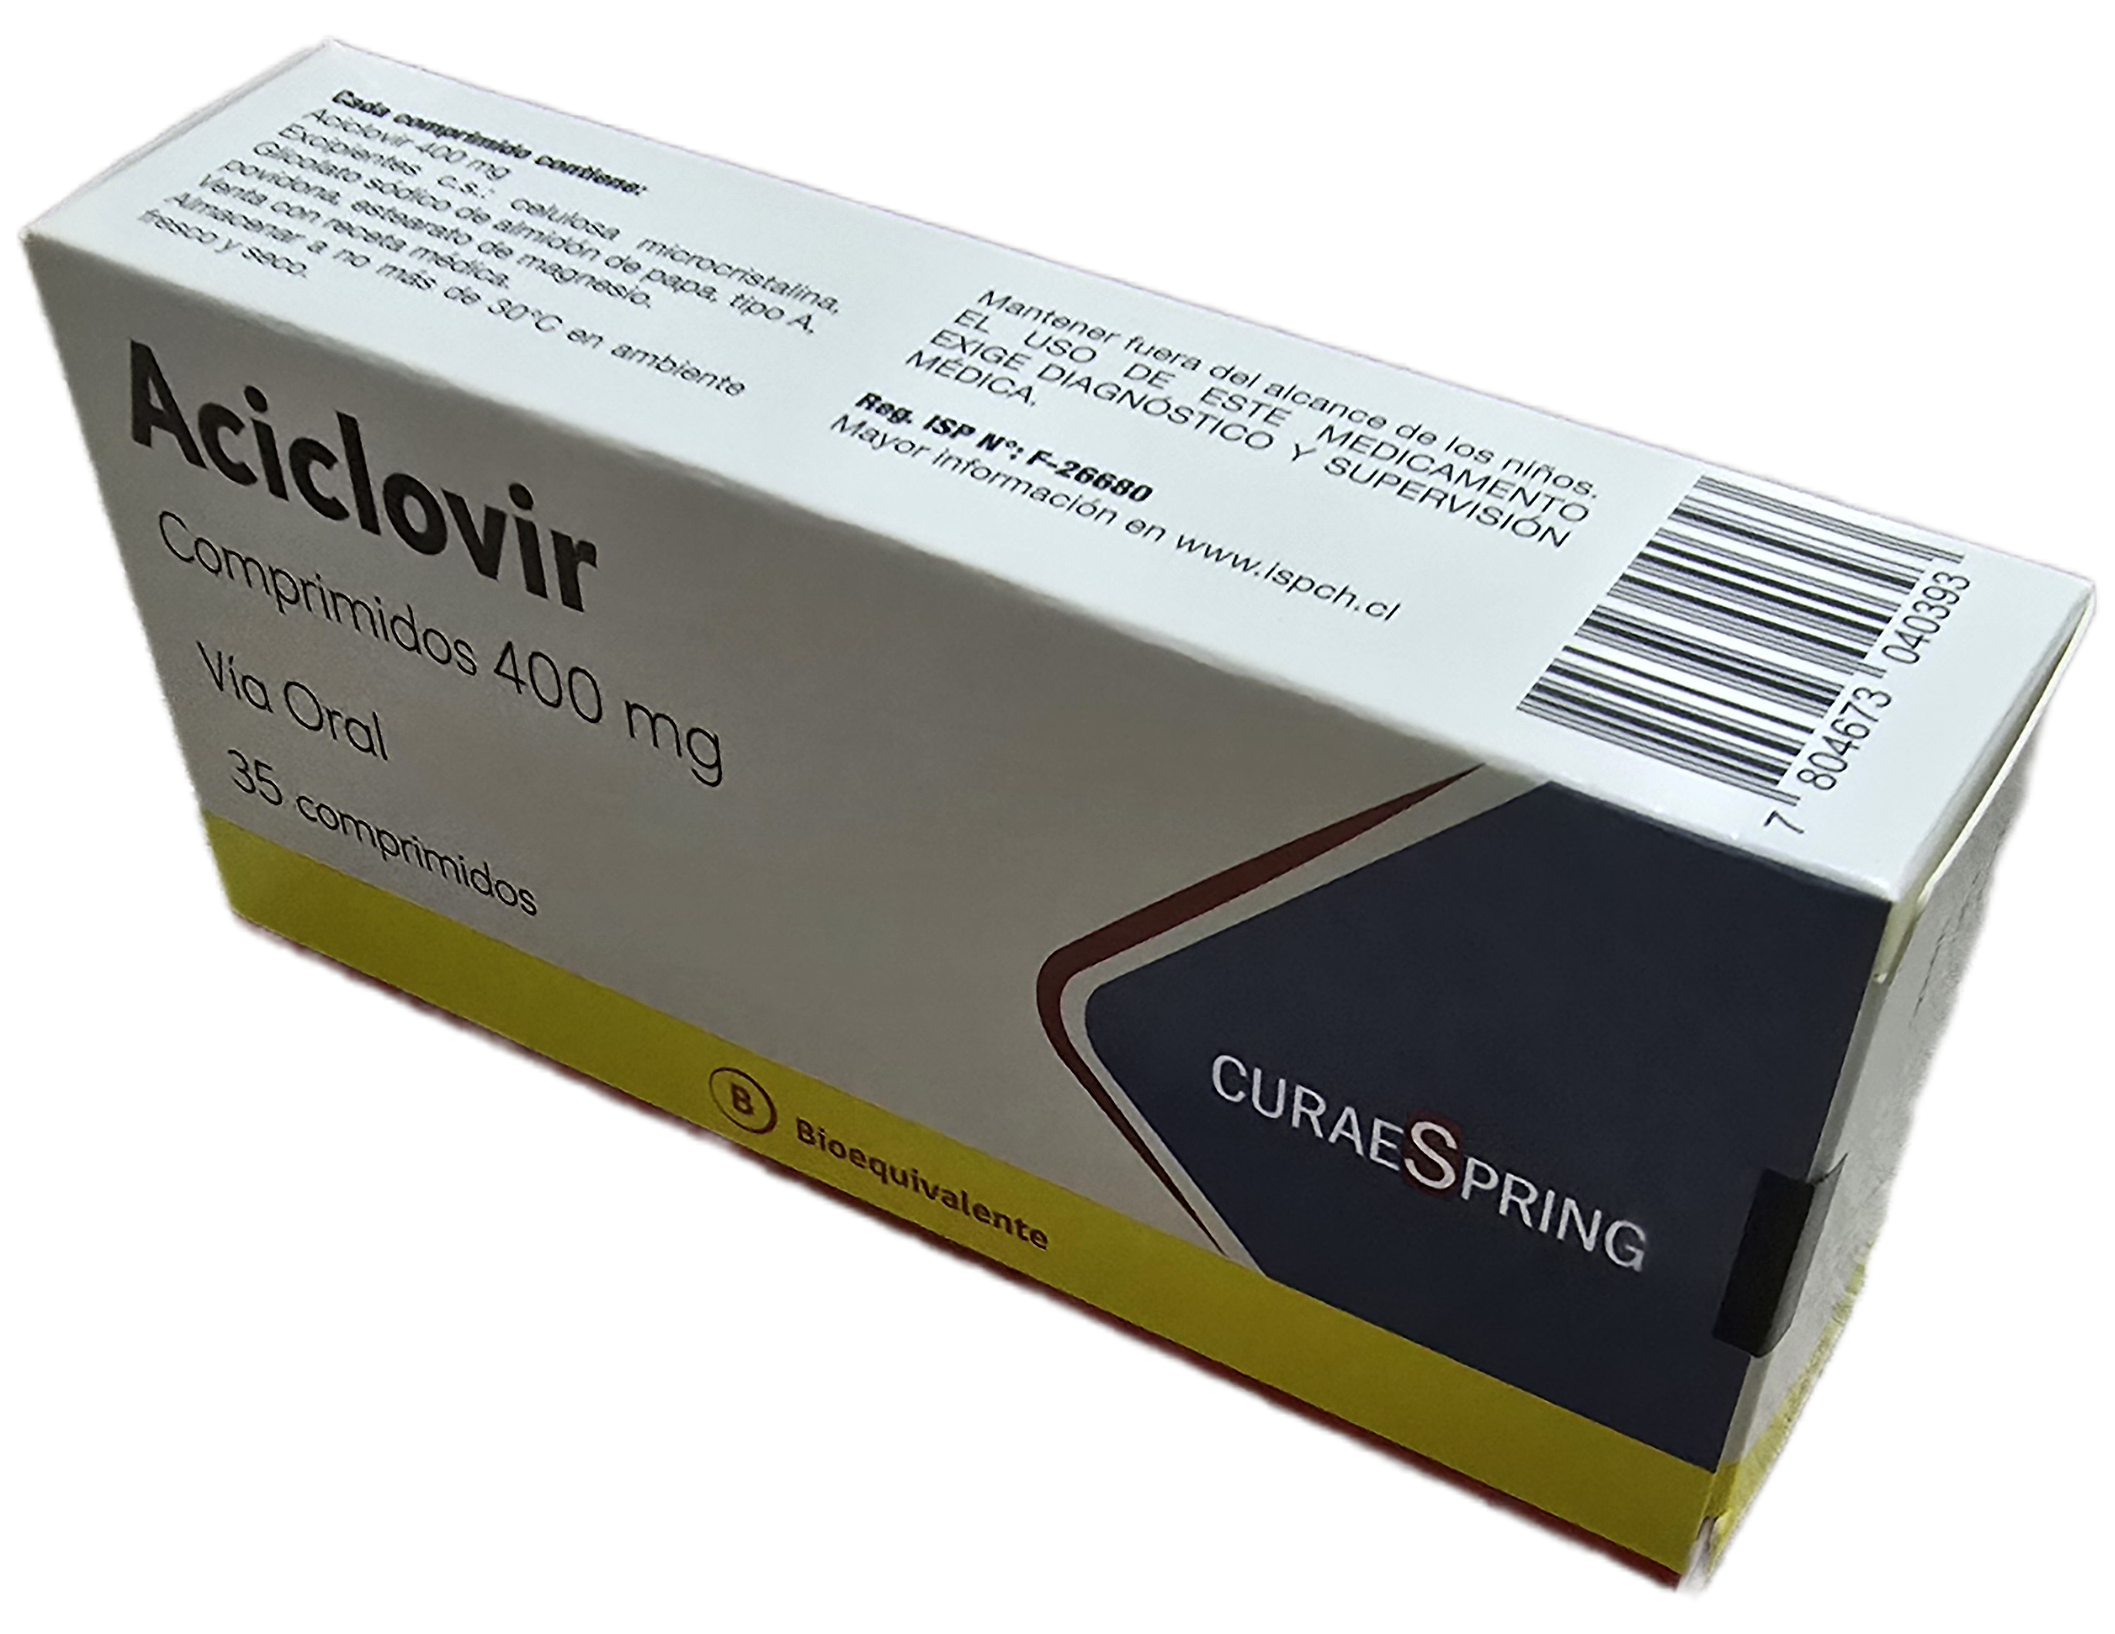 Cada comprimido contiene:
Aciclovir 400 mg
Excipientes c.s.: celulosa microcristalina,
Glicolato sódico de almidón de papa, tipo A,
povidona, estearato de magnesio.
Venta con receta médica.
Almacenar a no más de 30°C en ambiente
fresco y seco.
Mantener fuera del alcance de los niños.
EL USO DE ESTE MEDICAMENTO
EXIGE DIAGNÓSTICO Y SUPERVISIÓN
MÉDICA.
Reg. ISP N°: F-26680
Mayor información en www.ispch.cl
7 804673 040393
Aciclovir
Comprimidos 400 mg
Vía Oral
35 comprimidos
B Bioequivalente
CURAESPRING